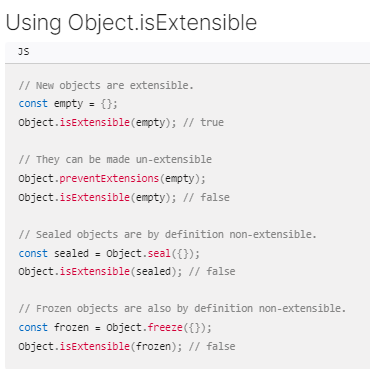 Using Object.isExtensible
JS
// New objects are extensible.
const empty = {};
Object.isExtensible(empty); // true
// They can be made un-extensible
Object.preventExtensions(empty);
Object.isExtensible(empty); // false
// Sealed objects are by definition non-extensible.
const sealed = Object.seal({});
Object.isExtensible(sealed); // false
// Frozen objects are also by definition non-extensible.
const frozen = Object.freeze({});
Object.isExtensible(frozen); // false